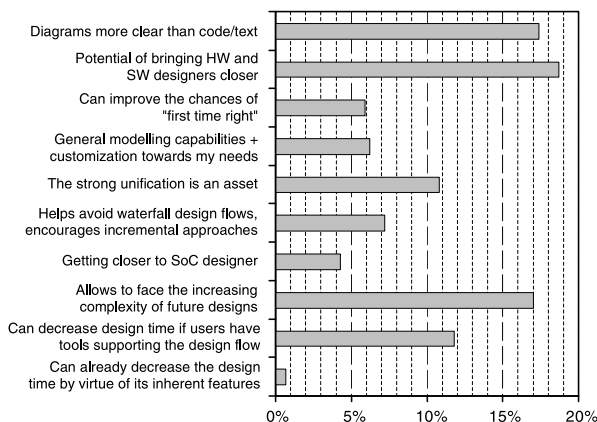 Diagrams more clear than code/text
Potential of bringing HW and
SW designers closer
Can improve the chances of
"first time right"
General modelling capabilities +
customization towards my needs
The strong unification is an asset
Helps avoid waterfall design flows,
encourages incremental approaches
Getting closer to SoC designer
Allows to face the increasing
complexity of future designs
Can decrease design time if users have
tools supporting the design flow
Can already decrease the design
time by virtue of its inherent features
0% 5% 10% 15% 20%